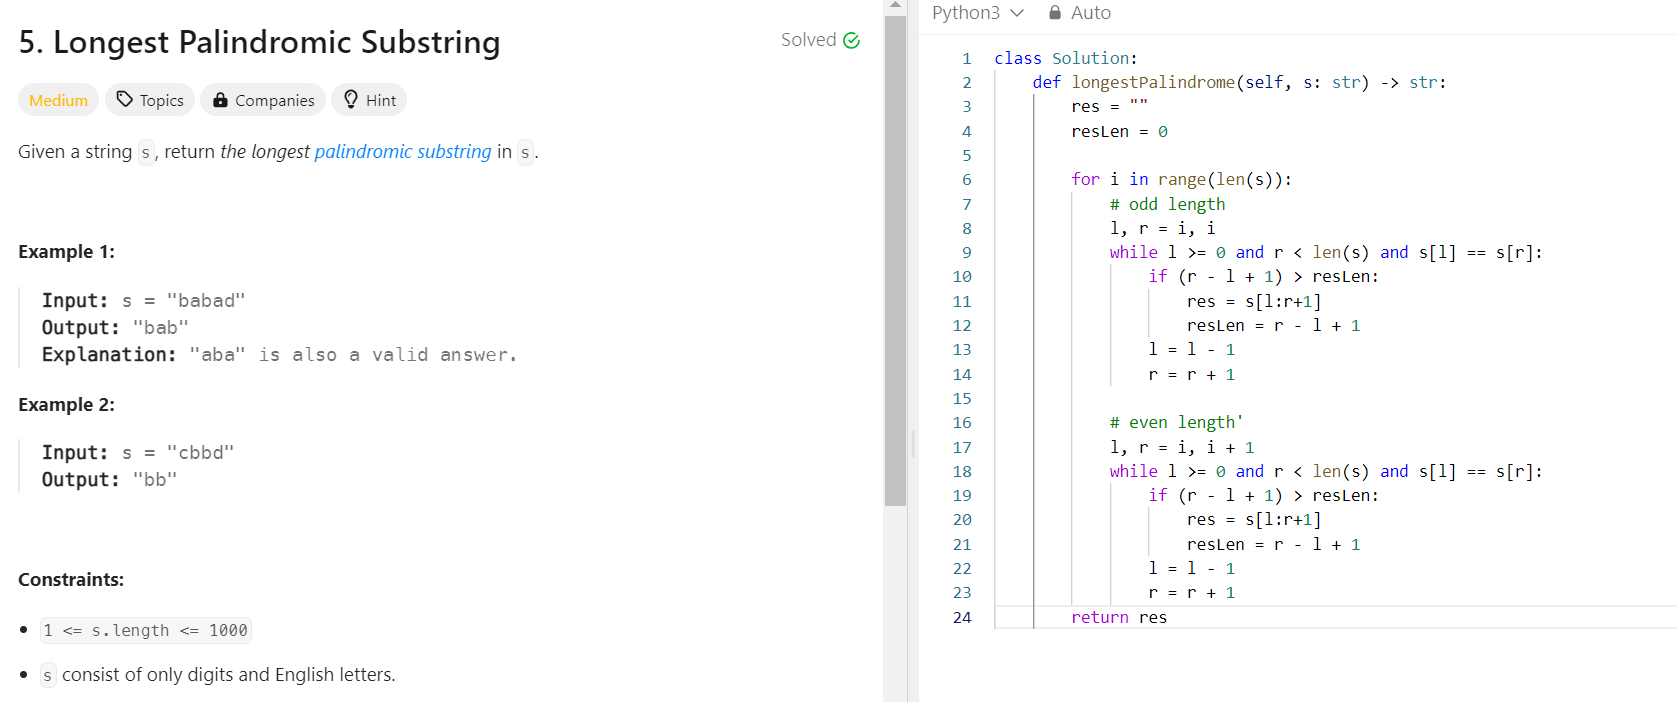 5. Longest Palindromic Substring
Solved
Medium Topics Companies Hint
Given a string s, return the longest palindromic substring in s.
Example 1:
Input: s = "babad"
Output: "bab"
Explanation: "aba" is also a valid answer.
Example 2:
Input: s = "cbbd"
Output: "bb"
Constraints:
• 1 <= s.length <= 1000
• s consist of only digits and English letters.
Python3 Auto
1 class Solution:
2     def longestPalindrome(self, s: str) -> str:
3         res = ""
4         resLen = 0
5
6         for i in range(len(s)):
7             # odd length
8             l, r = i, i
9             while l >= 0 and r < len(s) and s[l] == s[r]:
10                 if (r - l + 1) > resLen:
11                     res = s[l:r+1]
12                     resLen = r - l + 1
13                 l = l - 1
14                 r = r + 1
15
16             # even length'
17             l, r = i, i + 1
18             while l >= 0 and r < len(s) and s[l] == s[r]:
19                 if (r - l + 1) > resLen:
20                     res = s[l:r+1]
21                     resLen = r - l + 1
22                 l = l - 1
23                 r = r + 1
24         return res